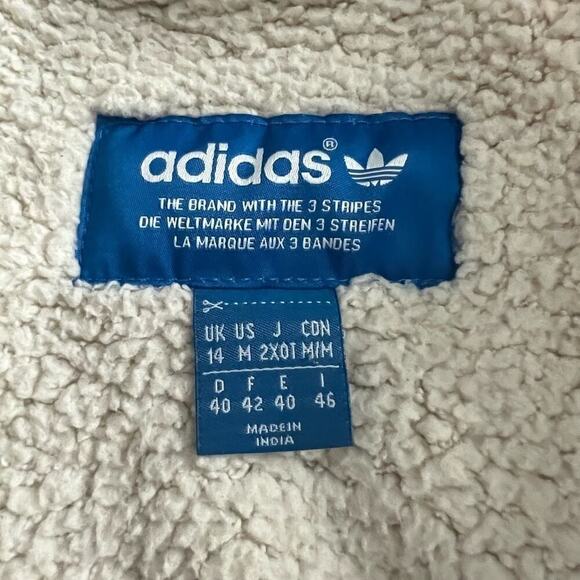 adidas®
THE BRAND WITH THE 3 STRIPES
DIE WELTMARKE MIT DEN 3 STREIFEN
LA MARQUE AUX 3 BANDES
UK US J CDN
14 M 2XOT M/M
D F E I
40 42 40 46
MADE IN
INDIA